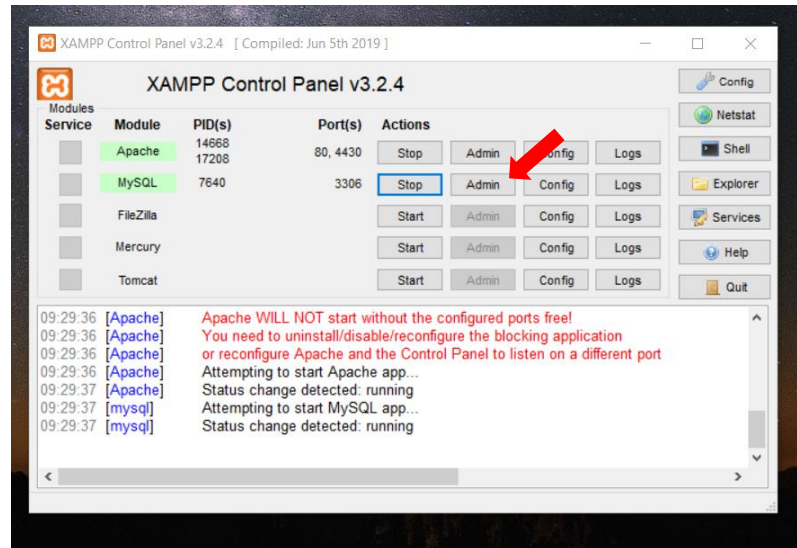 XAMPP Control Panel v3.2.4 [ Compiled: Jun 5th 2019 ]
XAMPP Control Panel v3.2.4
Config
Modules
Service Module PID(s) Port(s) Actions
Netstat
Apache 14668 17208 80, 4430 Stop Admin Config Logs
Shell
MySQL 7640 3306 Stop Admin Config Logs
Explorer
FileZilla Start Admin Config Logs
Services
Mercury Start Admin Config Logs
Help
Tomcat Start Admin Config Logs
Quit
09:29:36 [Apache] Apache WILL NOT start without the configured ports free!
09:29:36 [Apache] You need to uninstall/disable/reconfigure the blocking application
09:29:36 [Apache] or reconfigure Apache and the Control Panel to listen on a different port
09:29:36 [Apache] Attempting to start Apache app...
09:29:37 [Apache] Status change detected: running
09:29:37 [mysql] Attempting to start MySQL app...
09:29:37 [mysql] Status change detected: running